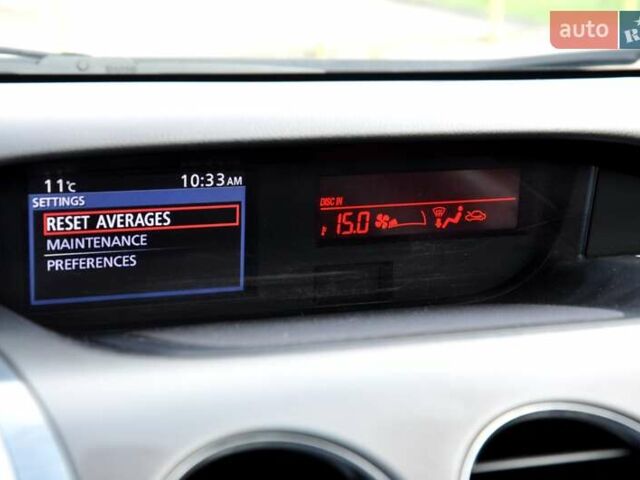 auto
11°C 10:33 AM
SETTINGS
RESET AVERAGES
MAINTENANCE
PREFERENCES
DISC IN
15.0